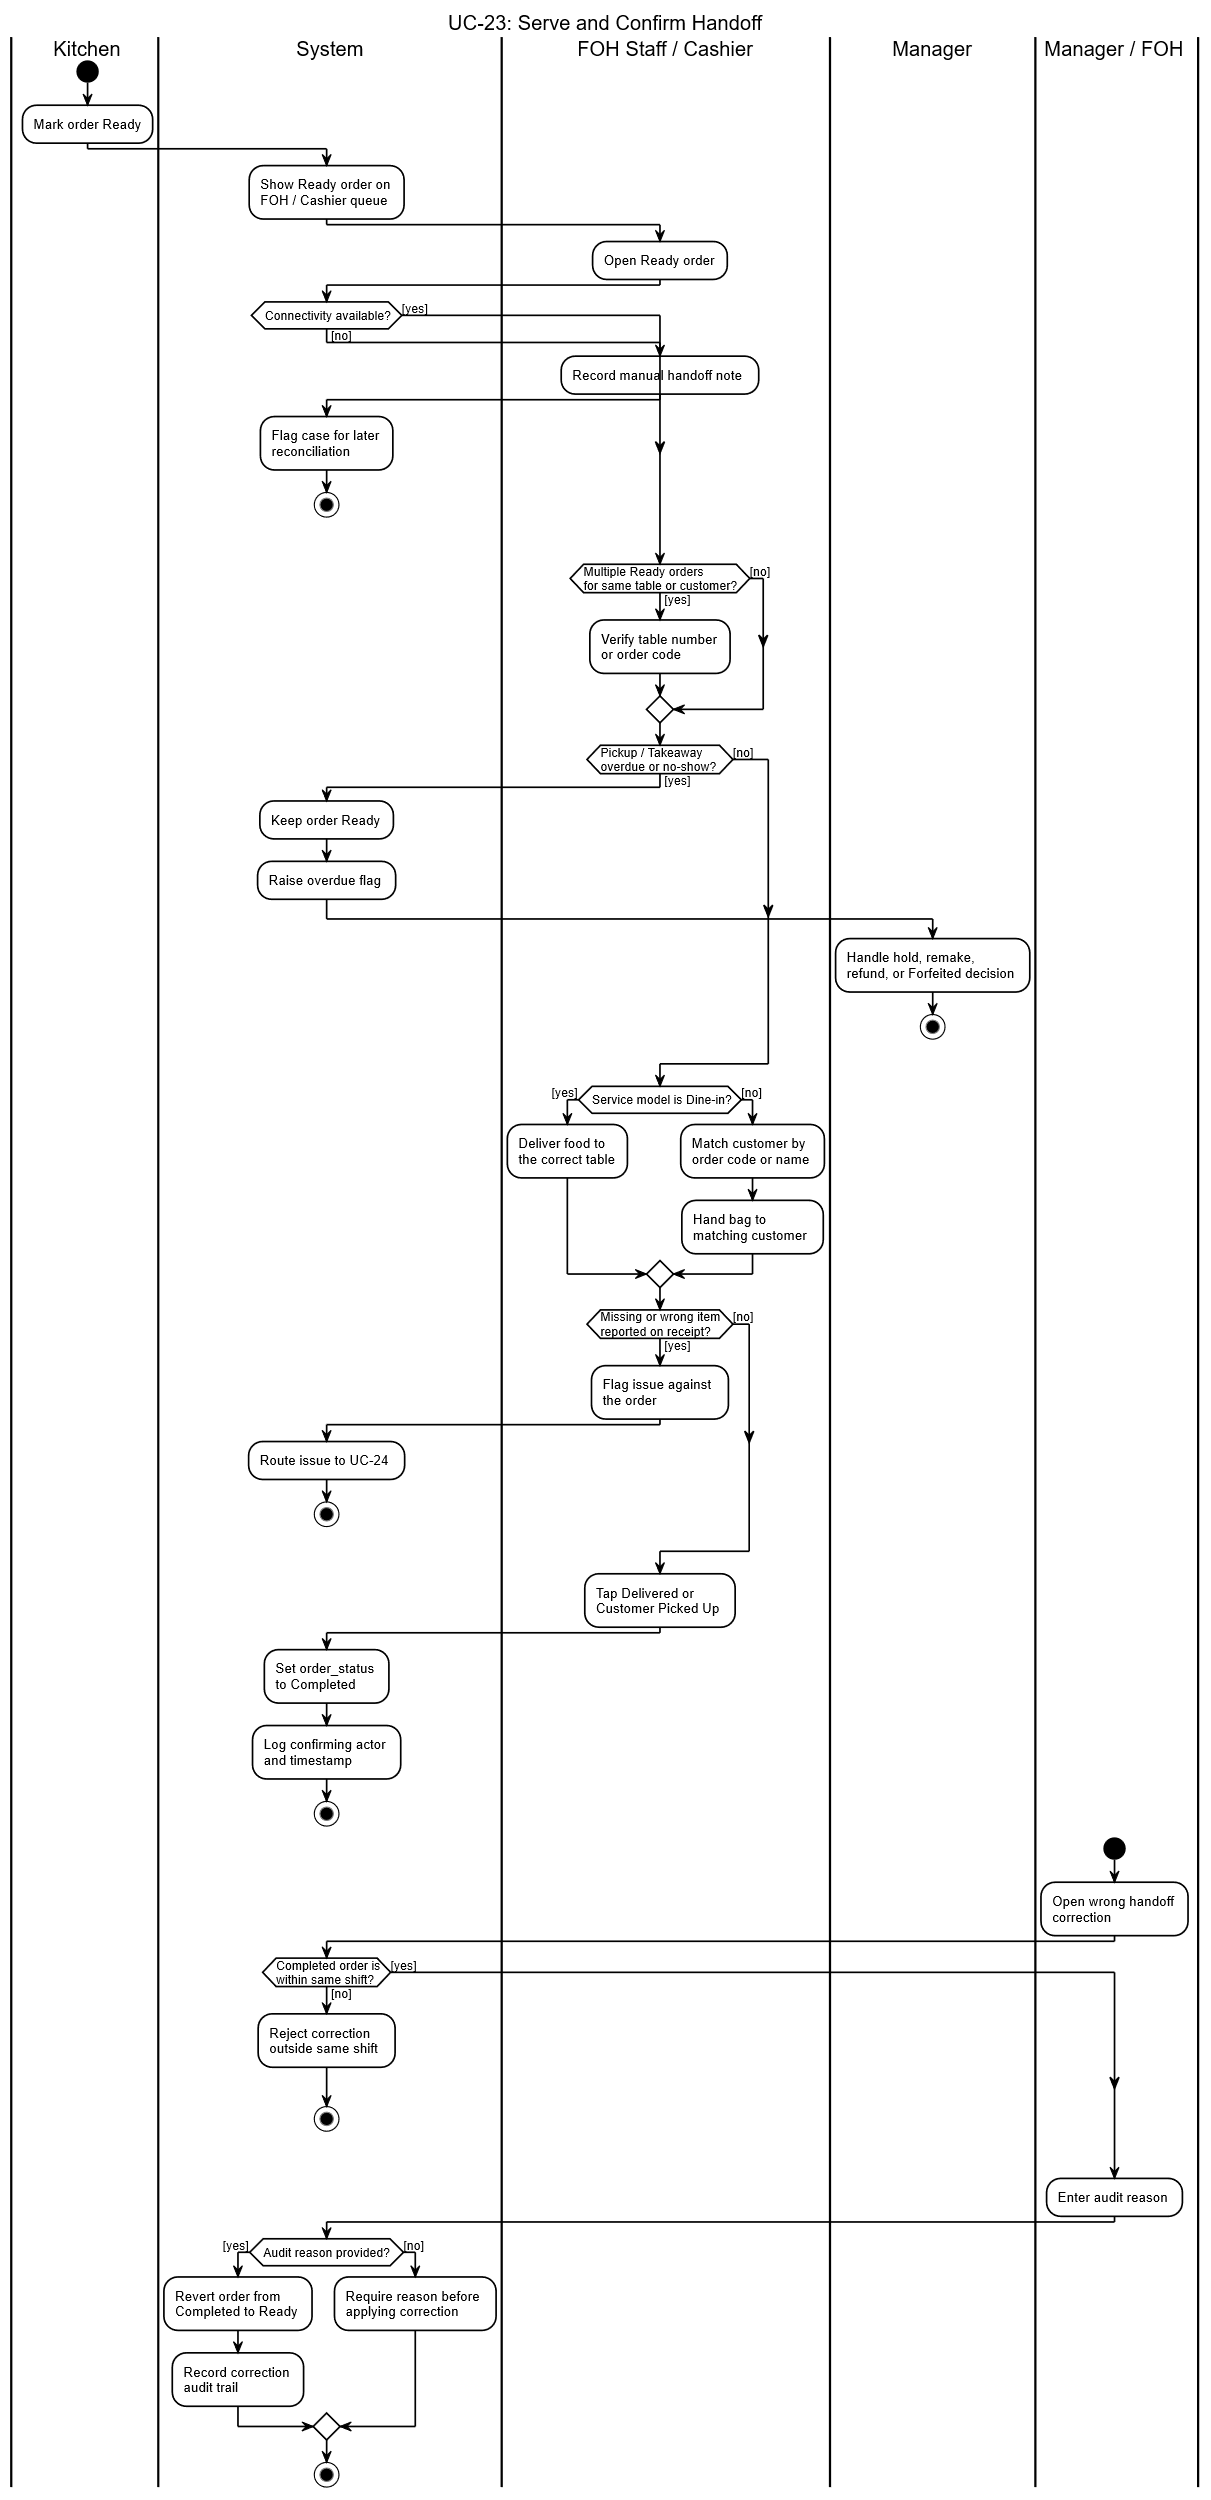 UC-23: Serve and Confirm Handoff
Kitchen
System
FOH Staff / Cashier
Manager
Manager / FOH
Mark order Ready
Show Ready order on
FOH / Cashier queue
Open Ready order
Connectivity available?
[yes]
[no]
Record manual handoff note
Flag case for later
reconciliation
Multiple Ready orders
for same table or customer?
[no]
[yes]
Verify table number
or order code
Pickup / Takeaway
overdue or no-show?
[no]
[yes]
Keep order Ready
Raise overdue flag
Handle hold, remake,
refund, or Forfeited decision
[yes]
Service model is Dine-in?
[no]
Deliver food to
the correct table
Match customer by
order code or name
Hand bag to
matching customer
Missing or wrong item
reported on receipt?
[no]
[yes]
Flag issue against
the order
Route issue to UC-24
Tap Delivered or
Customer Picked Up
Set order_status
to Completed
Log confirming actor
and timestamp
Open wrong handoff
correction
Completed order is
within same shift?
[yes]
[no]
Reject correction
outside same shift
Enter audit reason
[yes]
Audit reason provided?
[no]
Revert order from
Completed to Ready
Require reason before
applying correction
Record correction
audit trail